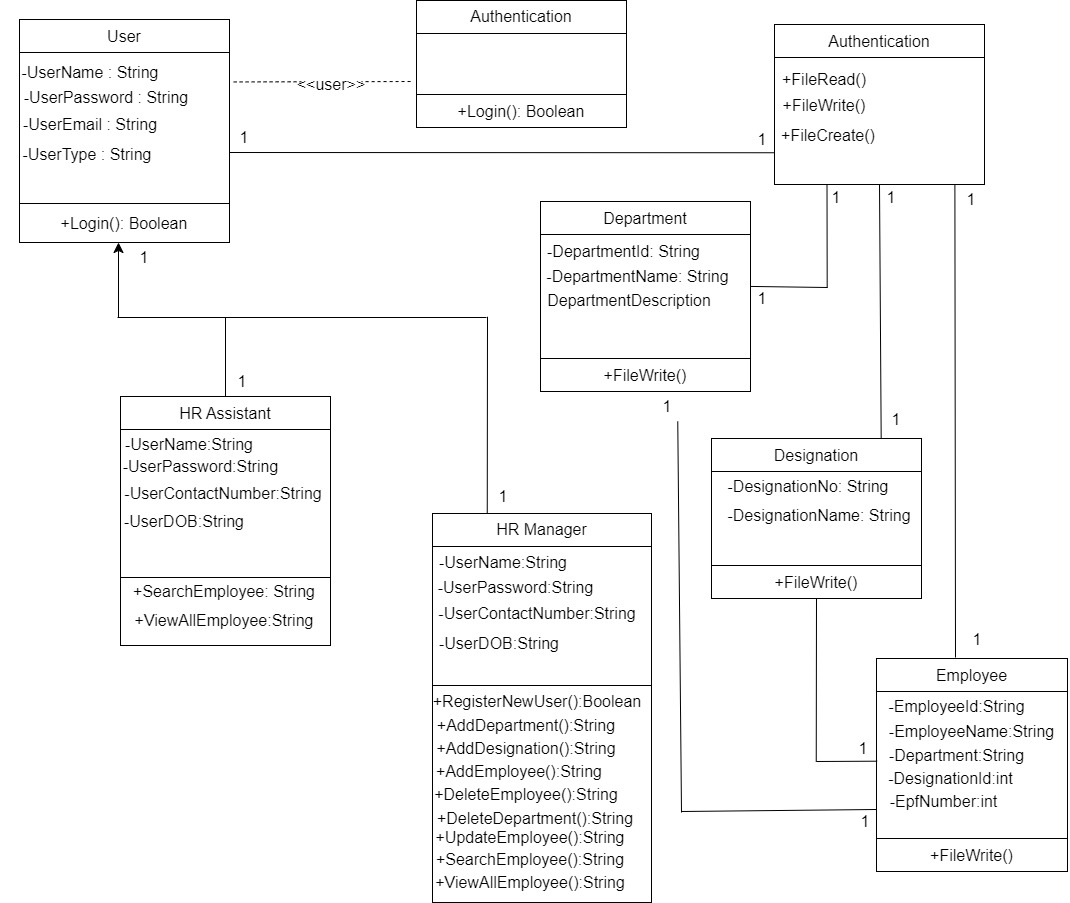 User
-UserName : String
-UserPassword : String
-UserEmail : String
-UserType : String
+Login(): Boolean
<<user>>
Authentication
+Login(): Boolean
Authentication
+FileRead()
+FileWrite()
+FileCreate()
1
1
1
1
1
1
Department
-DepartmentId: String
-DepartmentName: String
DepartmentDescription
+FileWrite()
1
1
1
1
HR Assistant
-UserName:String
-UserPassword:String
-UserContactNumber:String
-UserDOB:String
+SearchEmployee: String
+ViewAllEmployee:String
1
Designation
-DesignationNo: String
-DesignationName: String
+FileWrite()
1
HR Manager
-UserName:String
-UserPassword:String
-UserContactNumber:String
-UserDOB:String
+RegisterNewUser():Boolean
+AddDepartment():String
+AddDesignation():String
+AddEmployee():String
+DeleteEmployee():String
+DeleteDepartment():String
+UpdateEmployee():String
+SearchEmployee():String
+ViewAllEmployee():String
1
Employee
-EmployeeId:String
-EmployeeName:String
-Department:String
-DesignationId:int
-EpfNumber:int
+FileWrite()
1
1